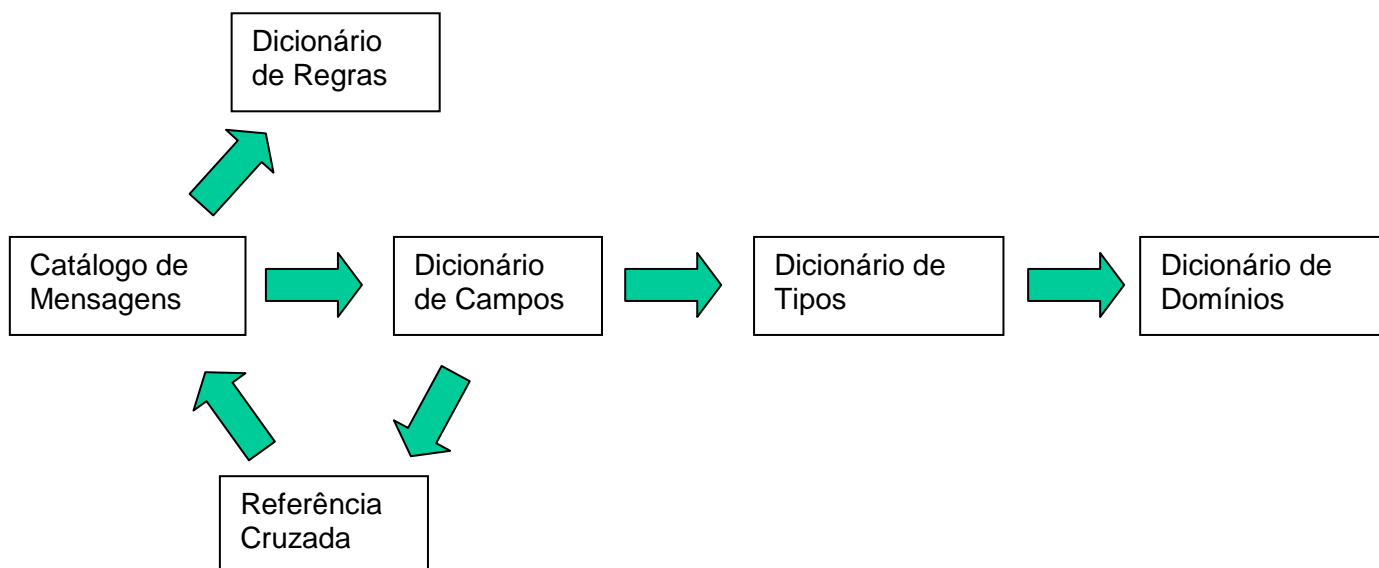 Dicionário
de Regras
Catálogo de
Mensagens
Dicionário
de Campos
Dicionário de
Tipos
Dicionário de
Domínios
Referência
Cruzada